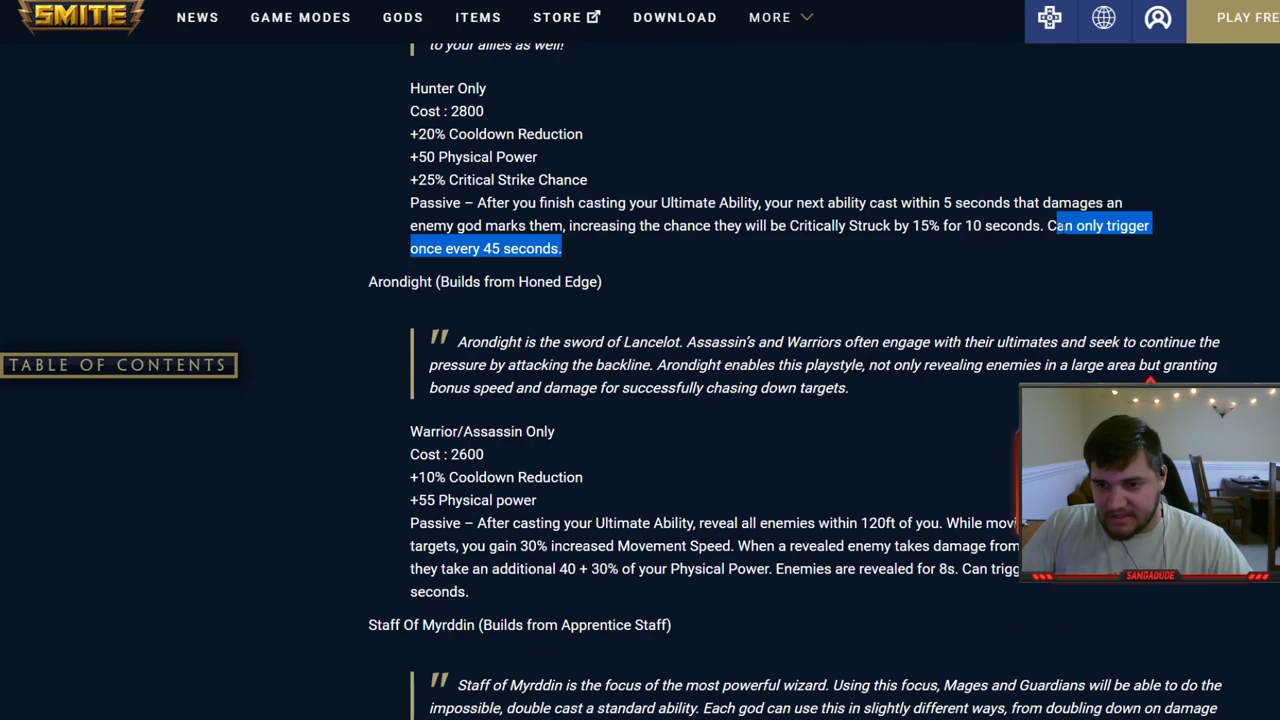 SMITE NEWS GAME MODES GODS ITEMS STORE DOWNLOAD MORE PLAY FRE
to your allies as well!
Hunter Only
Cost : 2800
+20% Cooldown Reduction
+50 Physical Power
+25% Critical Strike Chance
Passive – After you finish casting your Ultimate Ability, your next ability cast within 5 seconds that damages an
enemy god marks them, increasing the chance they will be Critically Struck by 15% for 10 seconds. Can only trigger
once every 45 seconds.
Arondight (Builds from Honed Edge)
TABLE OF CONTENTS
" Arondight is the sword of Lancelot. Assassin's and Warriors often engage with their ultimates and seek to continue the
pressure by attacking the backline. Arondight enables this playstyle, not only revealing enemies in a large area but granting
bonus speed and damage for successfully chasing down targets.
Warrior/Assassin Only
Cost : 2600
+10% Cooldown Reduction
+55 Physical power
Passive – After casting your Ultimate Ability, reveal all enemies within 120ft of you. While movi
targets, you gain 30% increased Movement Speed. When a revealed enemy takes damage from
they take an additional 40 + 30% of your Physical Power. Enemies are revealed for 8s. Can trigg
seconds.
SANDADUDE
Staff Of Myrddin (Builds from Apprentice Staff)
" Staff of Myrddin is the focus of the most powerful wizard. Using this focus, Mages and Guardians will be able to do the
impossible, double cast a standard ability. Each god can use this in slightly different ways, from doubling down on damage